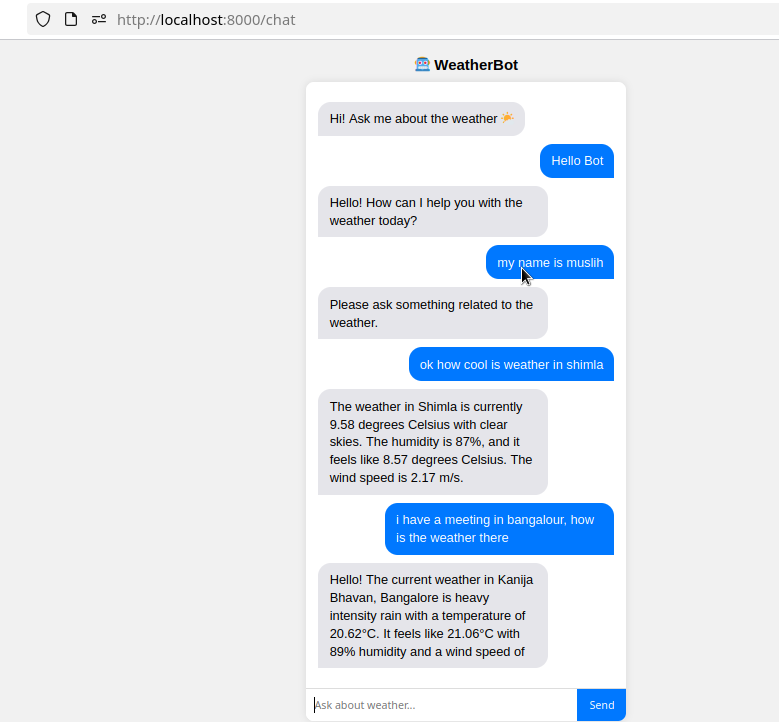 http://localhost:8000/chat
WeatherBot
Hi! Ask me about the weather
Hello Bot
Hello! How can I help you with the
weather today?
my name is muslih
Please ask something related to the
weather.
ok how cool is weather in shimla
The weather in Shimla is currently
9.58 degrees Celsius with clear
skies. The humidity is 87%, and it
feels like 8.57 degrees Celsius. The
wind speed is 2.17 m/s.
i have a meeting in bangalour, how
is the weather there
Hello! The current weather in Kanija
Bhavan, Bangalore is heavy
intensity rain with a temperature of
20.62°C. It feels like 21.06°C with
89% humidity and a wind speed of
Ask about weather...
Send